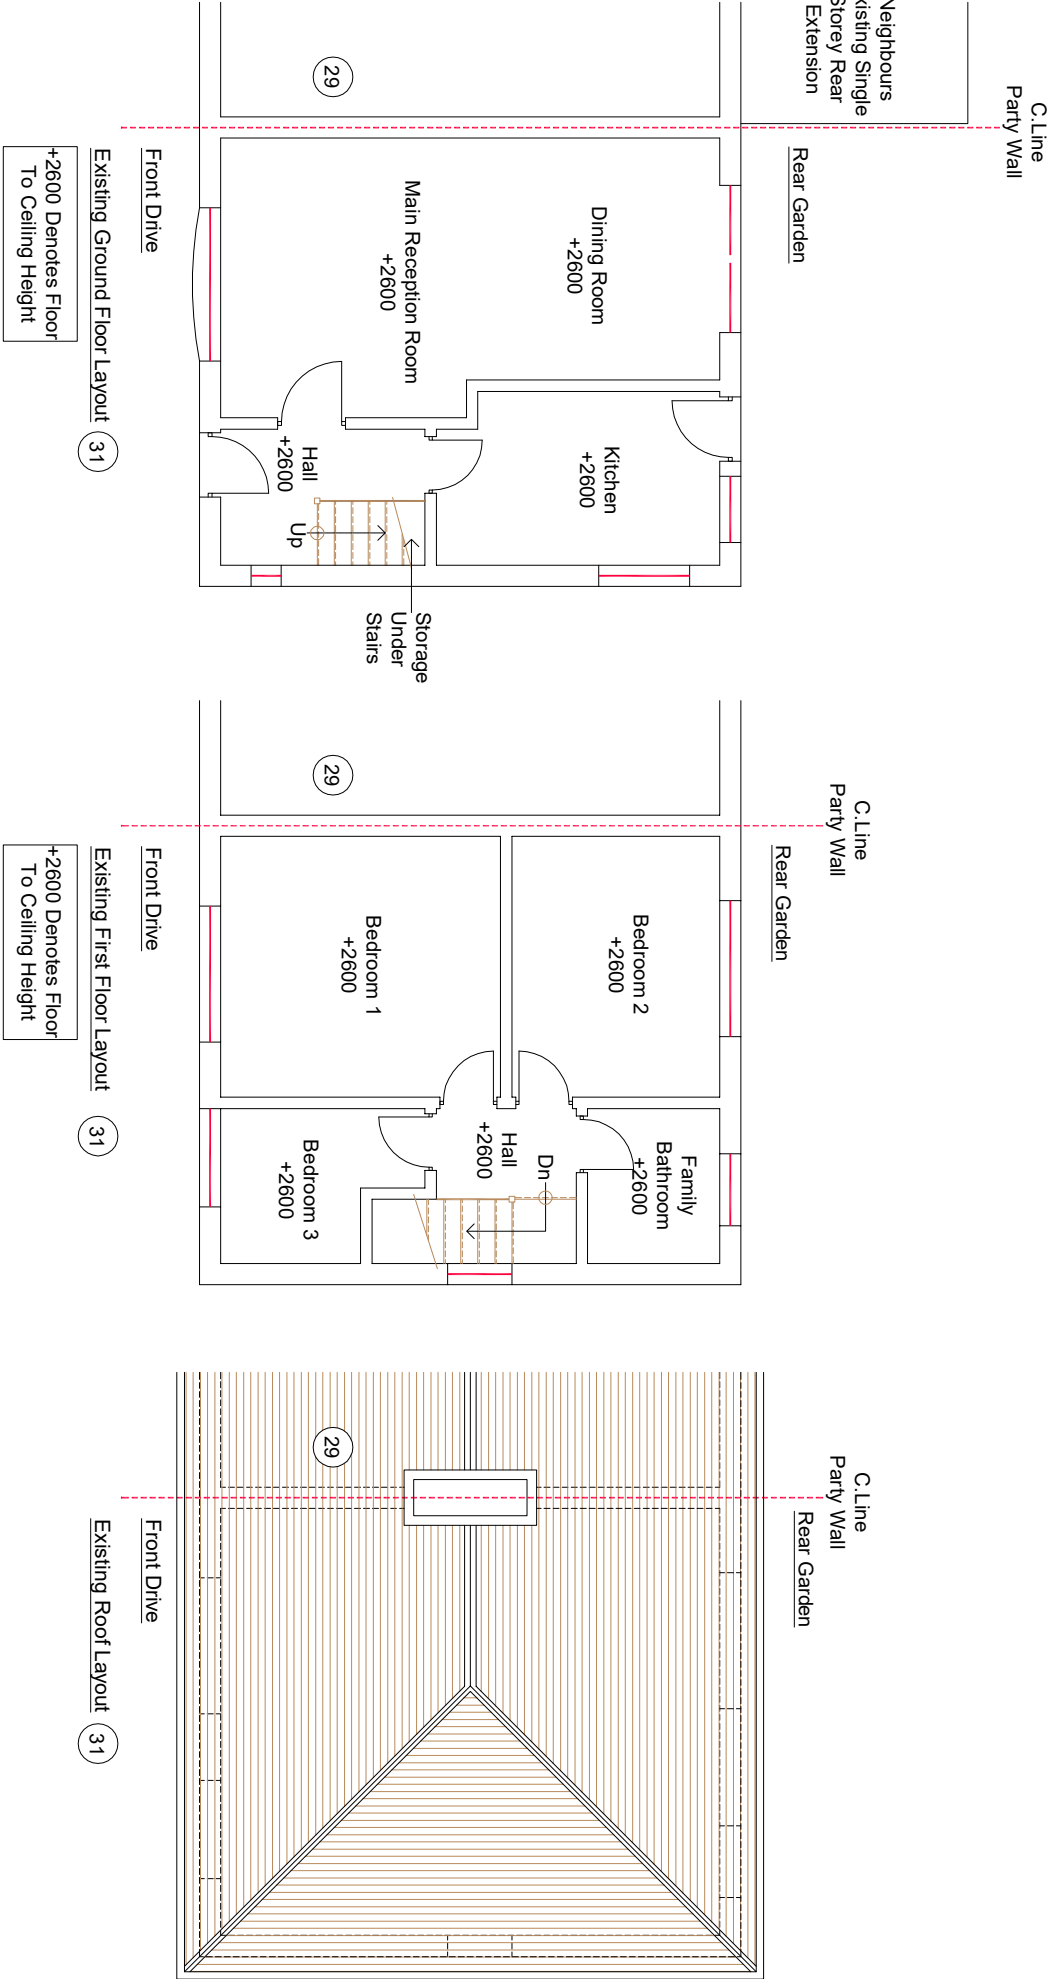 C.Line
Party Wall
Neighbours
xisting Single
Storey Rear
Extension
Rear Garden
Dining Room
+2600
Kitchen
+2600
Main Reception Room
+2600
29
Hall
+2600
Up
Storage
Under
Stairs
Front Drive
Existing Ground Floor Layout 31
+2600 Denotes Floor
To Ceiling Height
C.Line
Party Wall
Rear Garden
Bedroom 2
+2600
Family
Bathroom
+2600
Dn
Hall
+2600
Bedroom 1
+2600
29
Bedroom 3
+2600
Front Drive
Existing First Floor Layout 31
+2600 Denotes Floor
To Ceiling Height
C.Line
Party Wall
Rear Garden
29
Front Drive
Existing Roof Layout 31